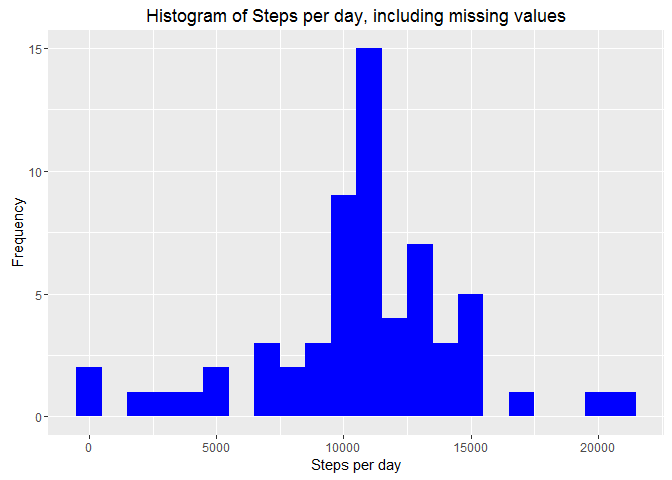 Histogram of Steps per day, including missing values
15
10
5
0
Frequency
0 5000 10000 15000 20000
Steps per day